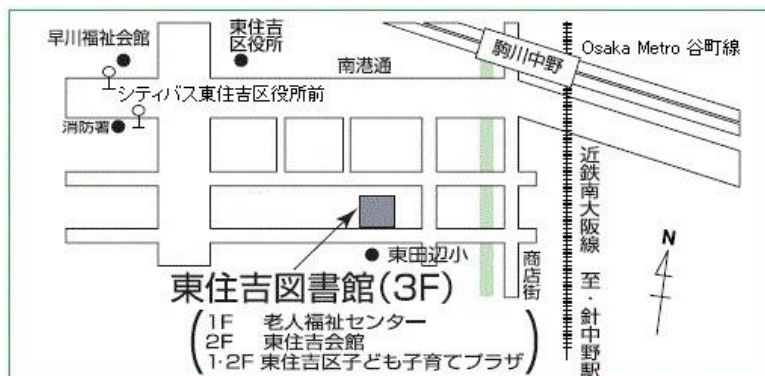 早川福祉会館
東住吉
区役所
南港通
駒川中野
Osaka Metro 谷町線
シティバス東住吉区役所前
消防署
近鉄南大阪線 至・針中野駅
N
東田辺小
商店街
東住吉図書館(3F)
1F 老人福祉センター
2F 東住吉会館
1・2F 東住吉区子ども子育てプラザ